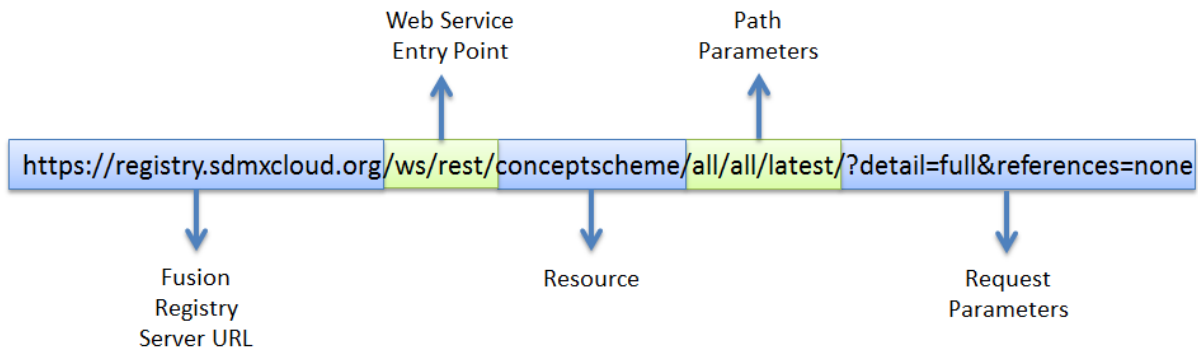 Web Service
Entry Point
Path
Parameters
https://registry.sdmxcloud.org/ws/rest/conceptscheme/all/all/latest/?detail=full&references=none
Fusion
Registry
Server URL
Resource
Request
Parameters